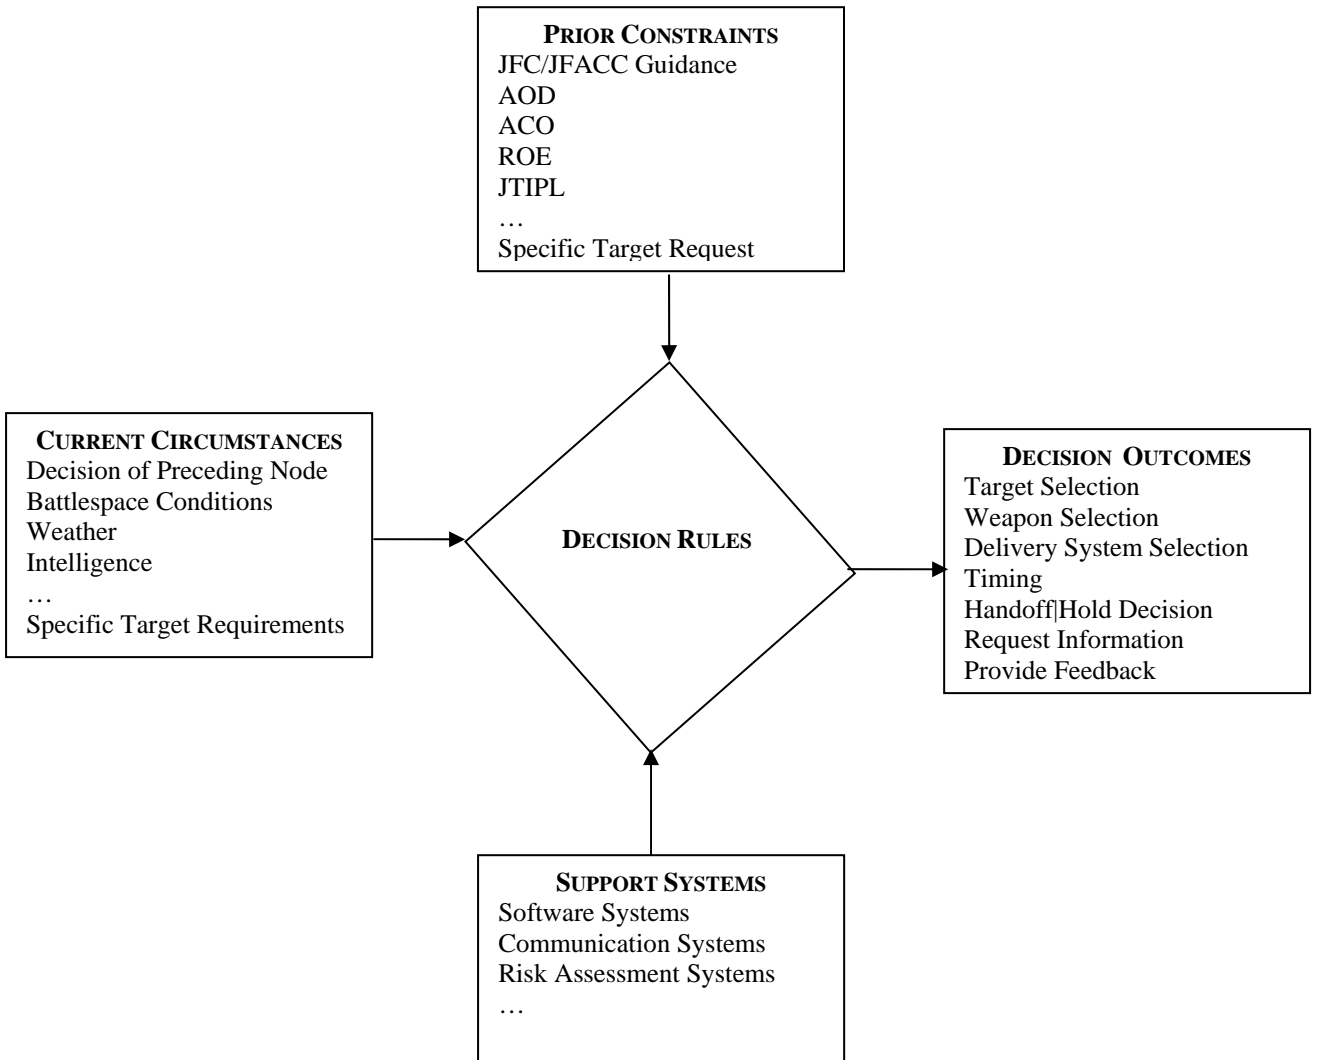 PRIOR CONSTRAINTS
JFC/JFACC Guidance
AOD
ACO
ROE
JTIPL
…
Specific Target Request
CURRENT CIRCUMSTANCES
Decision of Preceding Node
Battlespace Conditions
Weather
Intelligence
…
Specific Target Requirements
DECISION RULES
DECISION OUTCOMES
Target Selection
Weapon Selection
Delivery System Selection
Timing
Handoff|Hold Decision
Request Information
Provide Feedback
SUPPORT SYSTEMS
Software Systems
Communication Systems
Risk Assessment Systems
…